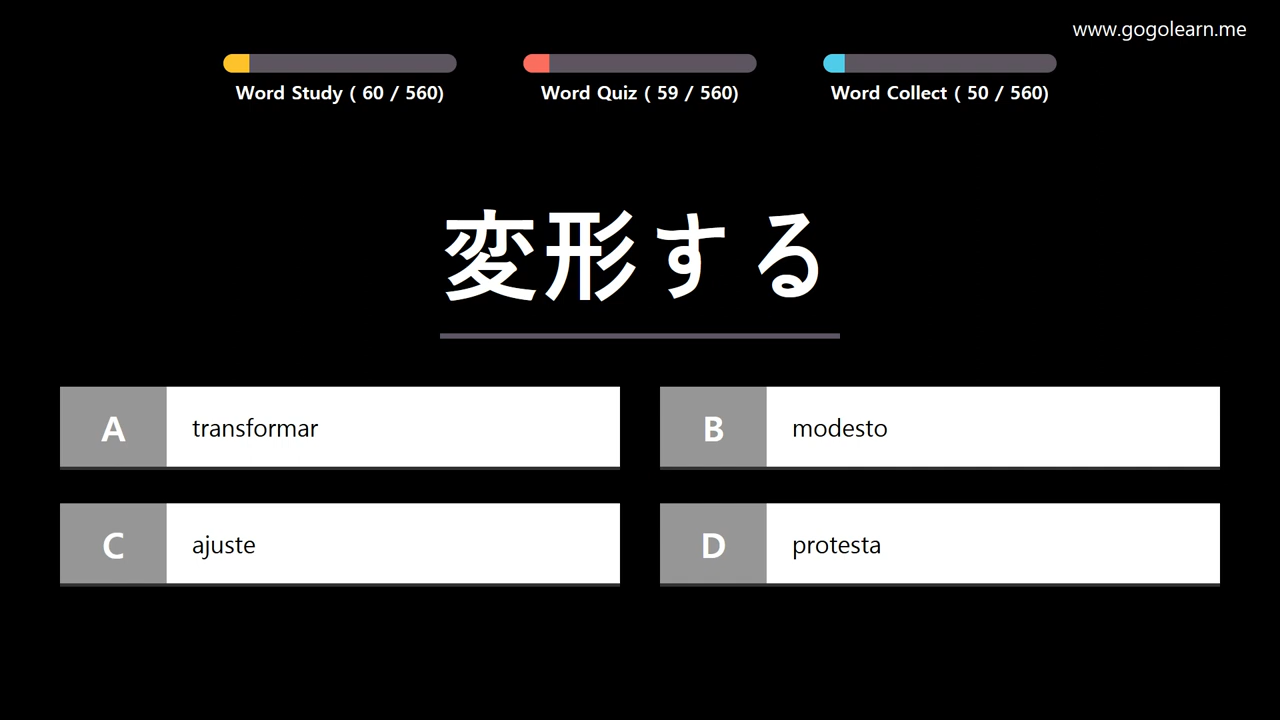 www.gogolearn.me
Word Study ( 60 / 560)
Word Quiz ( 59 / 560)
Word Collect ( 50 / 560)
変形する
A transformar
B modesto
C ajuste
D protesta